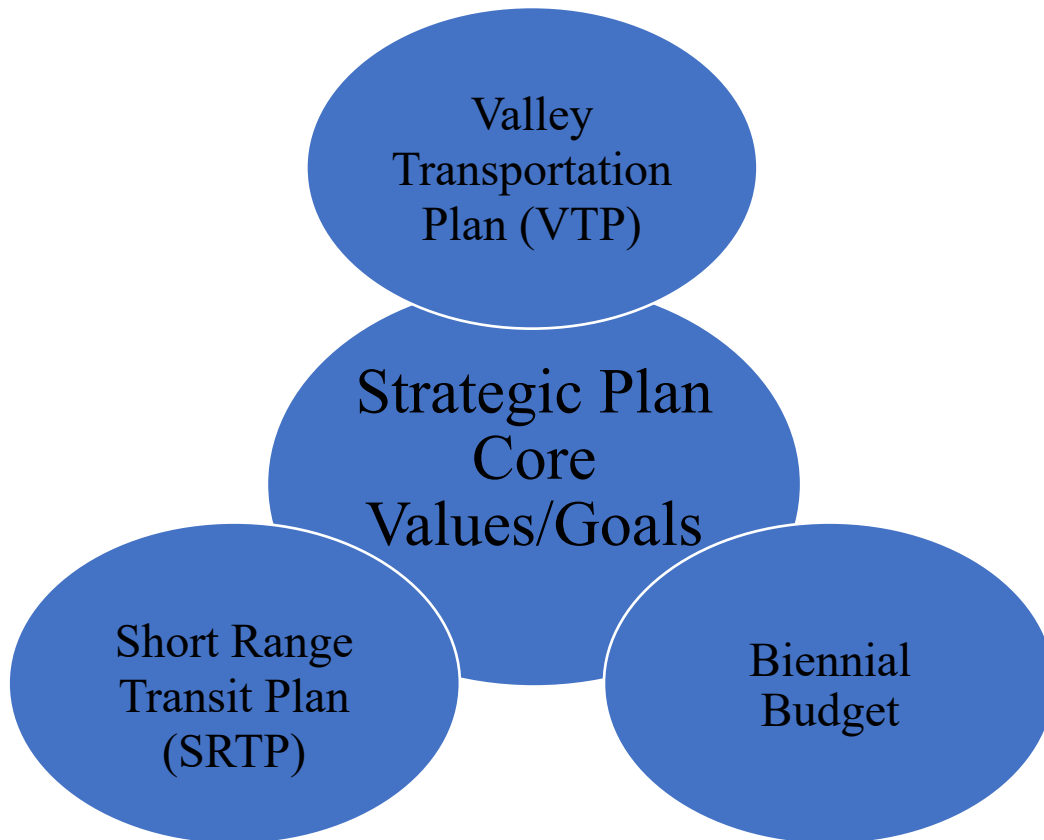 Valley
Transportation
Plan (VTP)
Strategic Plan
Core
Values/Goals
Short Range
Transit Plan
(SRTP)
Biennial
Budget